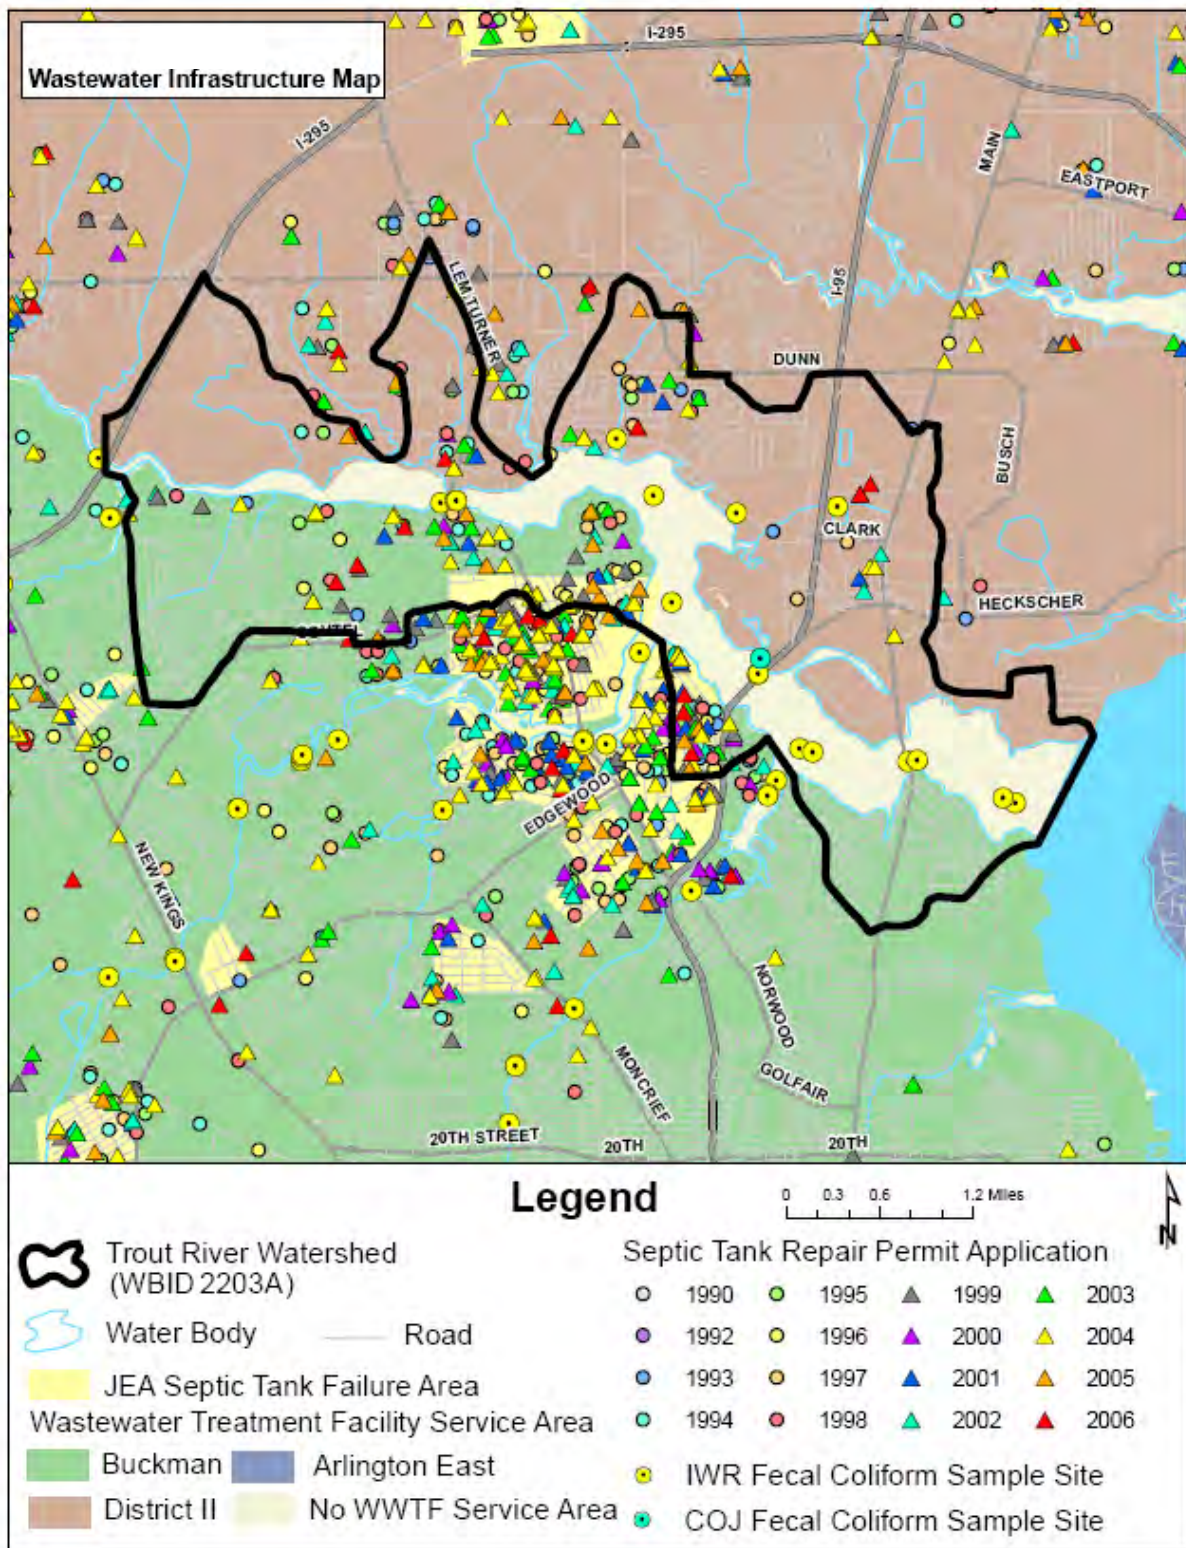 Wastewater Infrastructure Map
I-295
I-295
MAIN
EASTPORT
LEM TURNER
I-95
DUNN
BUSCH
CLARK
HECKSCHER
EDGEWOOD
NEW KINGS
NORWOOD
MONCRIEF
GOLFAIR
20TH STREET
20TH
20TH
Legend
0 0.3 0.6 1.2 Miles
N
Trout River Watershed
(WBID 2203A)
Water Body
Road
JEA Septic Tank Failure Area
Wastewater Treatment Facility Service Area
Buckman
Arlington East
District II
No WWTF Service Area
Septic Tank Repair Permit Application
1990 1995 1999 2003
1992 1996 2000 2004
1993 1997 2001 2005
1994 1998 2002 2006
IWR Fecal Coliform Sample Site
COJ Fecal Coliform Sample Site